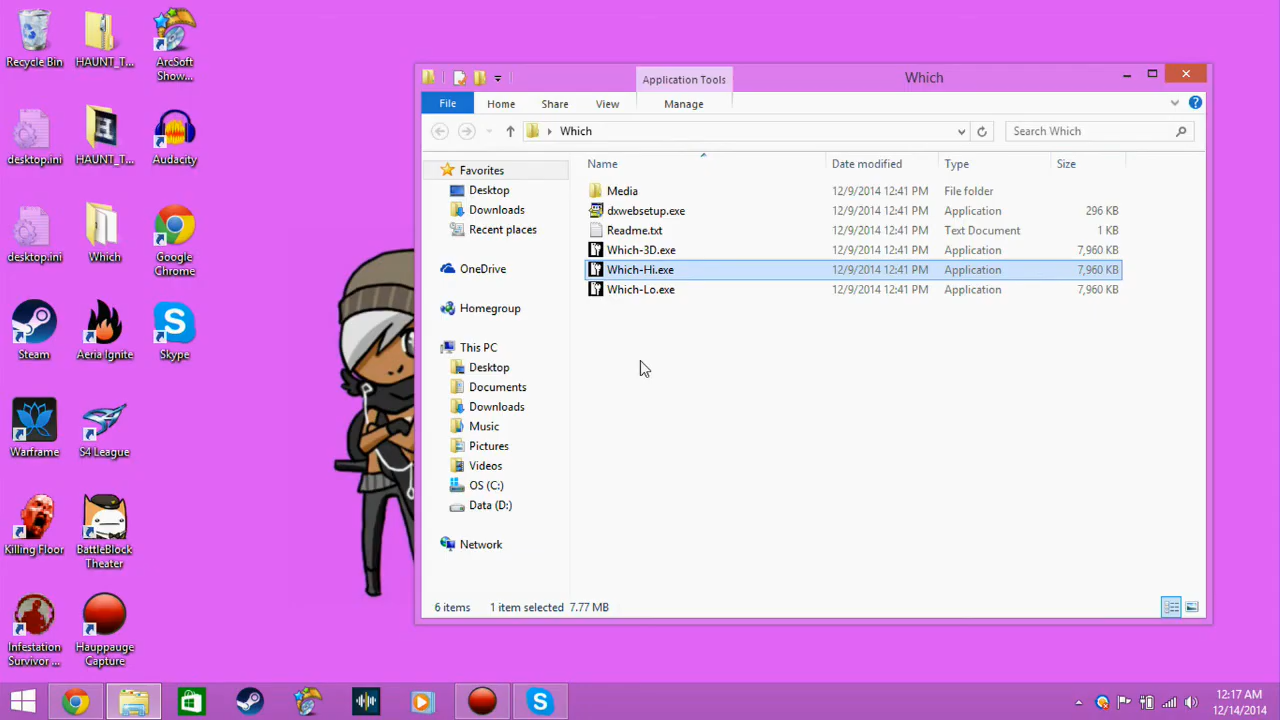 Recycle Bin
HAUNT_T...
ArcSoft
Show...
desktop.ini
HAUNT_T...
Audacity
desktop.ini
Which
Google
Chrome
Steam
Aeria Ignite
Skype
Warframe
S4 League
Killing Floor
BattleBlock
Theater
Infestation
Survivor ...
Hauppauge
Capture
Application Tools
Which
File
Home
Share
View
Manage
Which
Search Which
Favorites
Desktop
Downloads
Recent places
OneDrive
Homegroup
This PC
Desktop
Documents
Downloads
Music
Pictures
Videos
OS (C:)
Data (D:)
Network
Name Date modified Type Size
Media 12/9/2014 12:41 PM File folder
dxwebsetup.exe 12/9/2014 12:41 PM Application 296 KB
Readme.txt 12/9/2014 12:41 PM Text Document 1 KB
Which-3D.exe 12/9/2014 12:41 PM Application 7,960 KB
Which-Hi.exe 12/9/2014 12:41 PM Application 7,960 KB
Which-Lo.exe 12/9/2014 12:41 PM Application 7,960 KB
6 items 1 item selected 7.77 MB
12:17 AM
12/14/2014